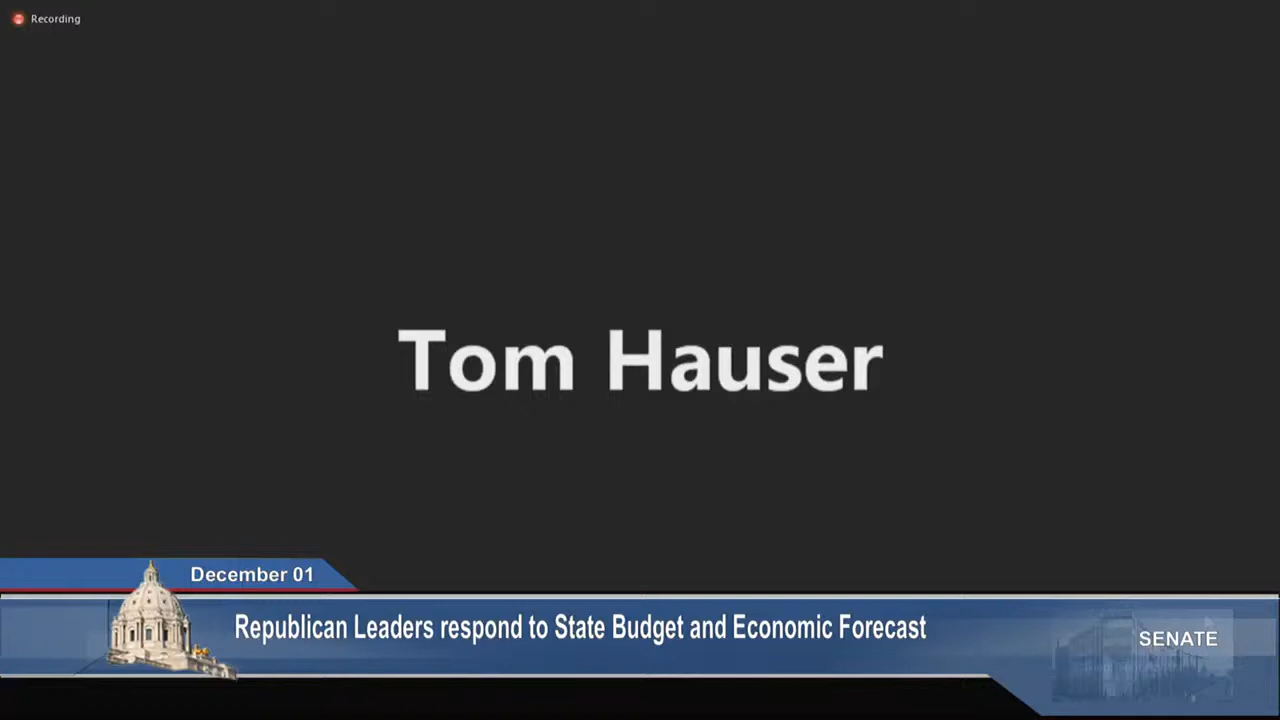 Recording
Tom Hauser
December 01
Republican Leaders respond to State Budget and Economic Forecast
SENATE